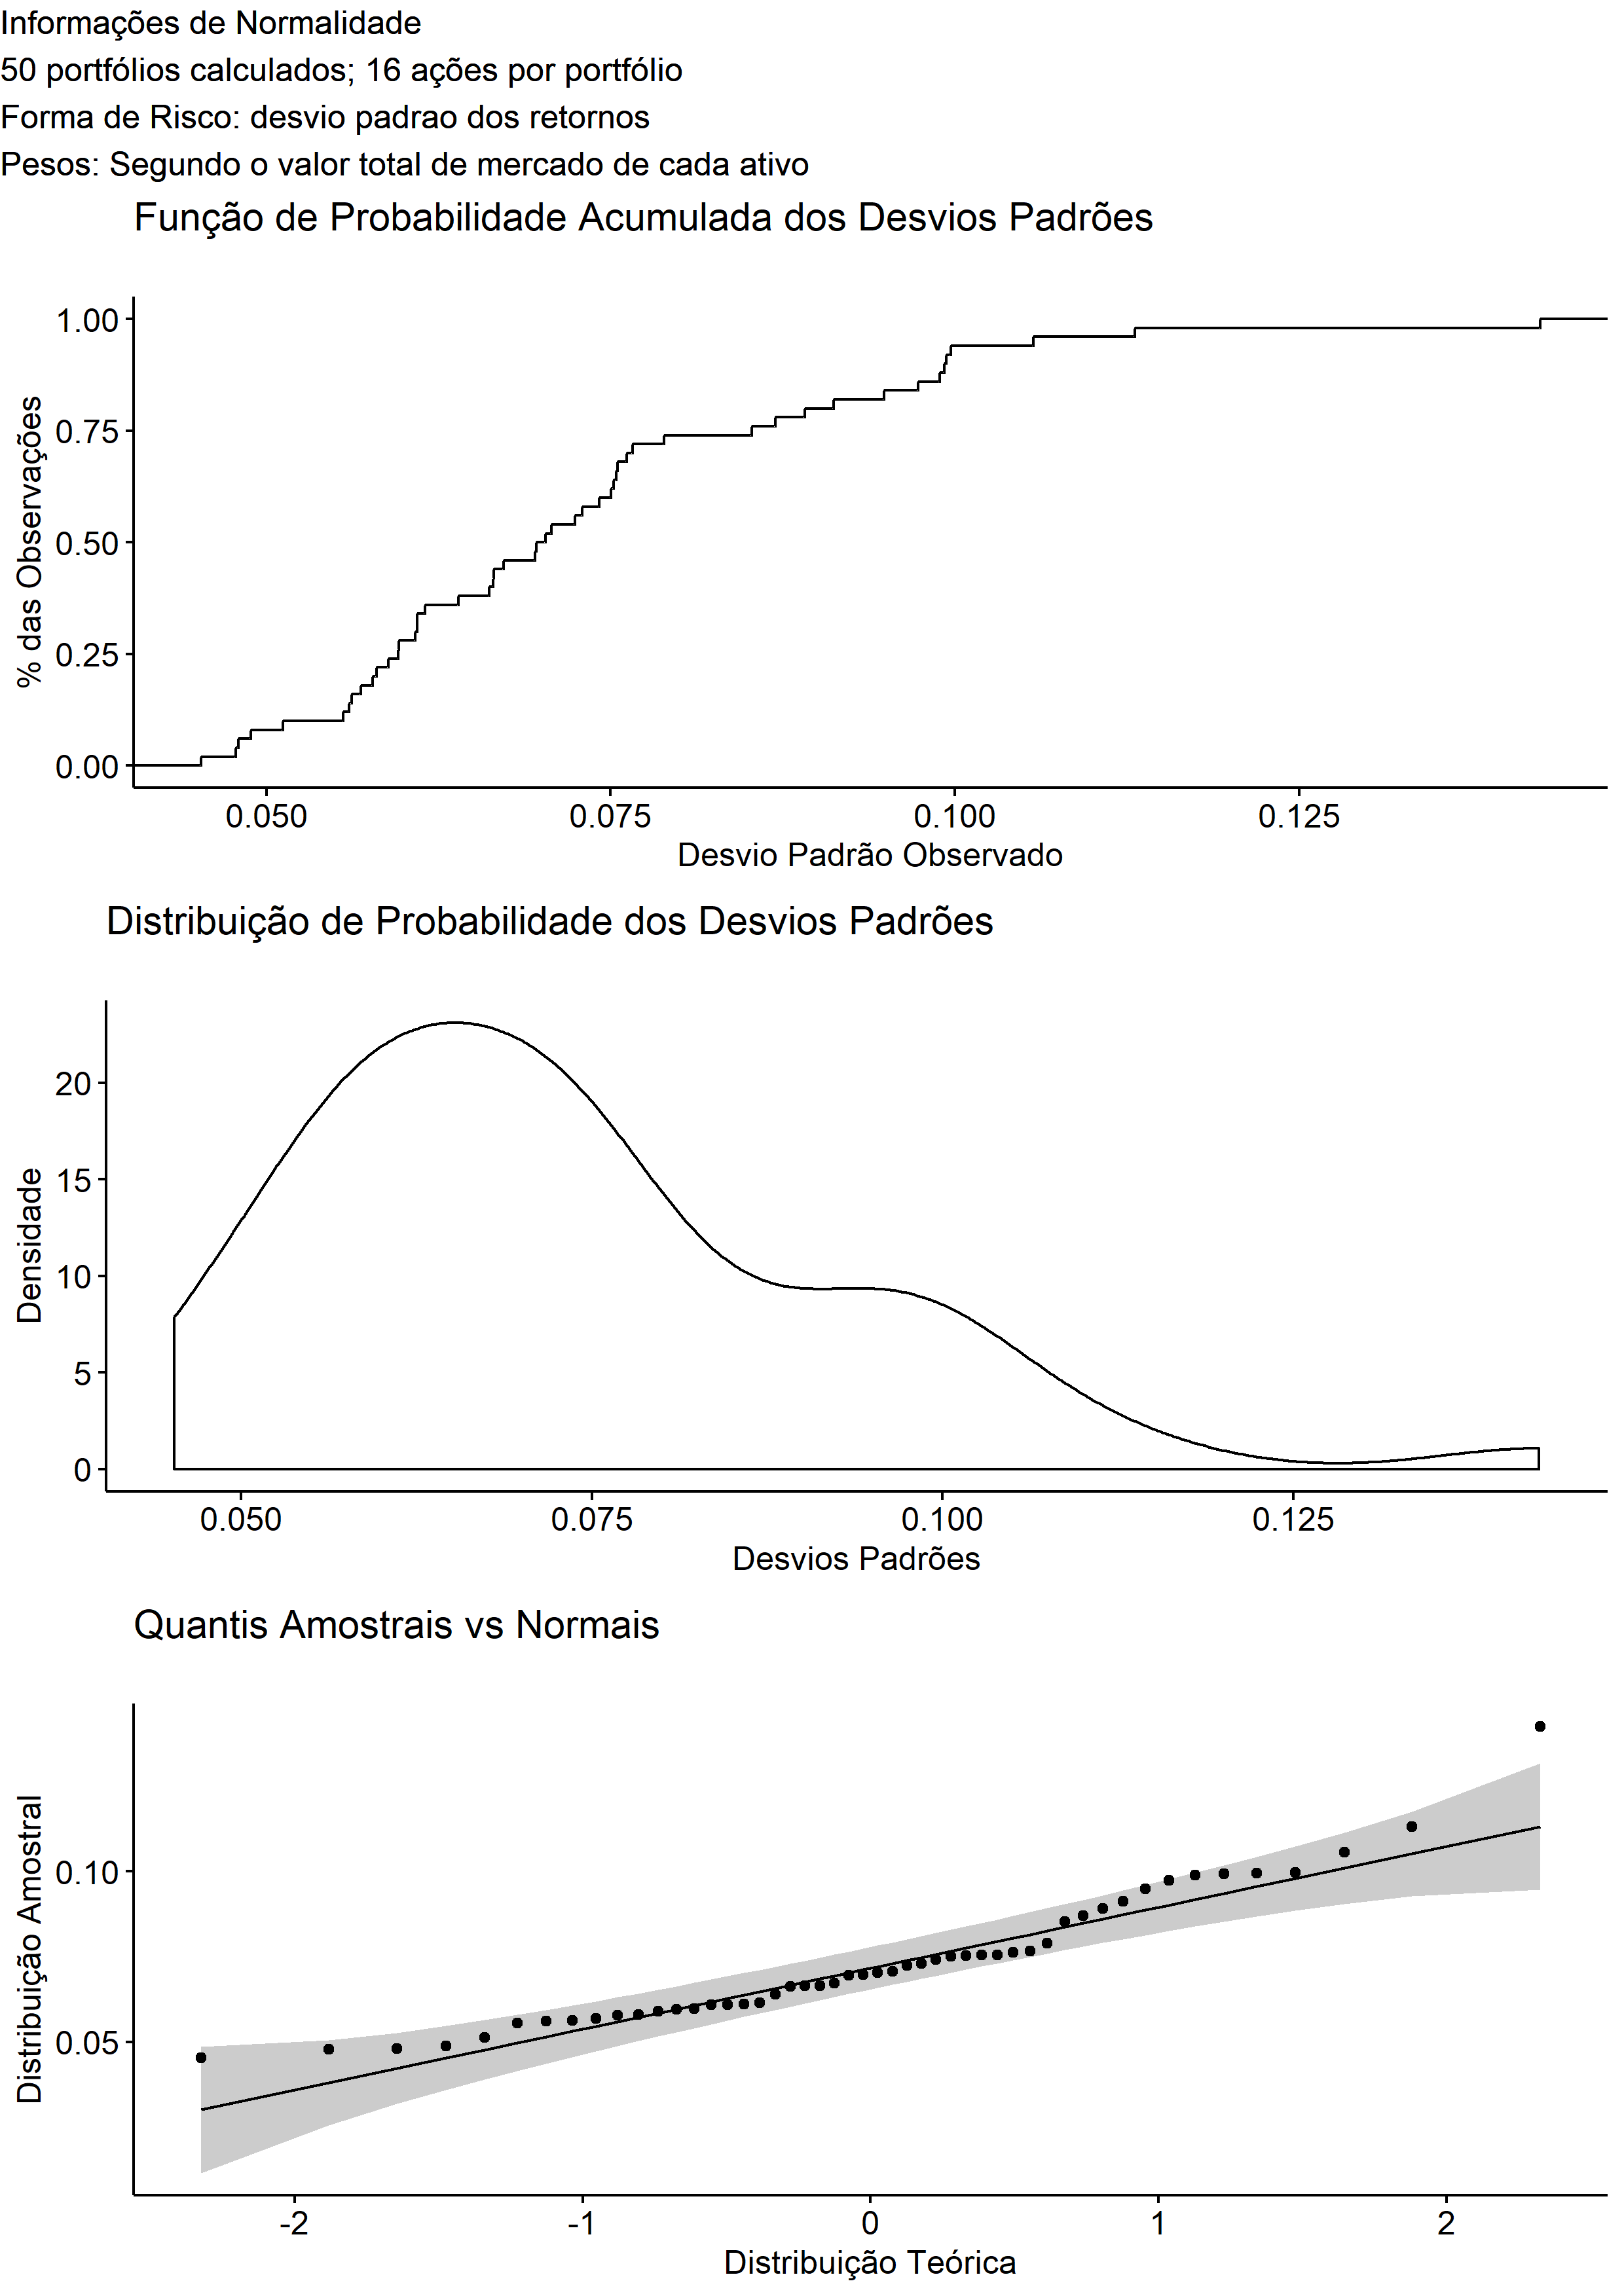 Informações de Normalidade
50 portfólios calculados; 16 ações por portfólio
Forma de Risco: desvio padrao dos retornos
Pesos: Segundo o valor total de mercado de cada ativo
Função de Probabilidade Acumulada dos Desvios Padrões
% das Observações
1.00
0.75
0.50
0.25
0.00
0.050 0.075 0.100 0.125
Desvio Padrão Observado
Distribuição de Probabilidade dos Desvios Padrões
Densidade
20
15
10
5
0
0.050 0.075 0.100 0.125
Desvios Padrões
Quantis Amostrais vs Normais
Distribuição Amostral
0.10
0.05
-2 -1 0 1 2
Distribuição Teórica